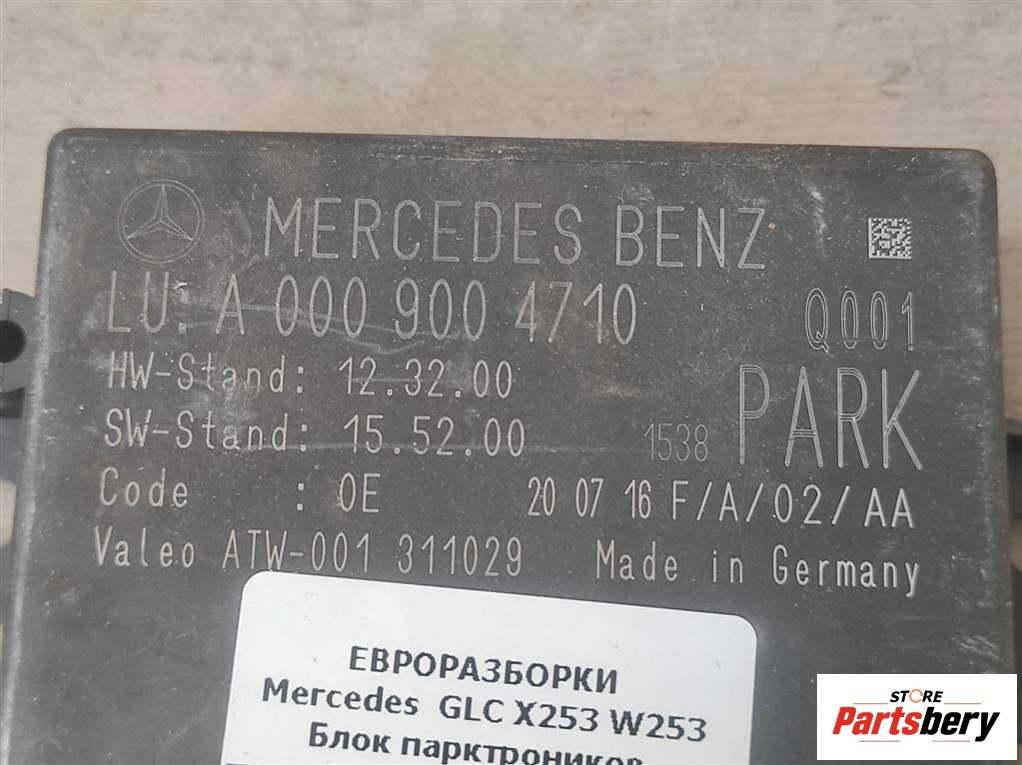 MERCEDES BENZ
LU: A 000 900 4710 Q001
HW-Stand: 12.32.00
SW-Stand: 15.52.00 1538 PARK
Code : 0E 20 07 16 F/A/02/AA
Valeo ATW-001 311029 Made in Germany
ЕВРОРАЗБОРКИ
Mercedes GLC X253 W253
Блок парктроников
STORE
Partsbery